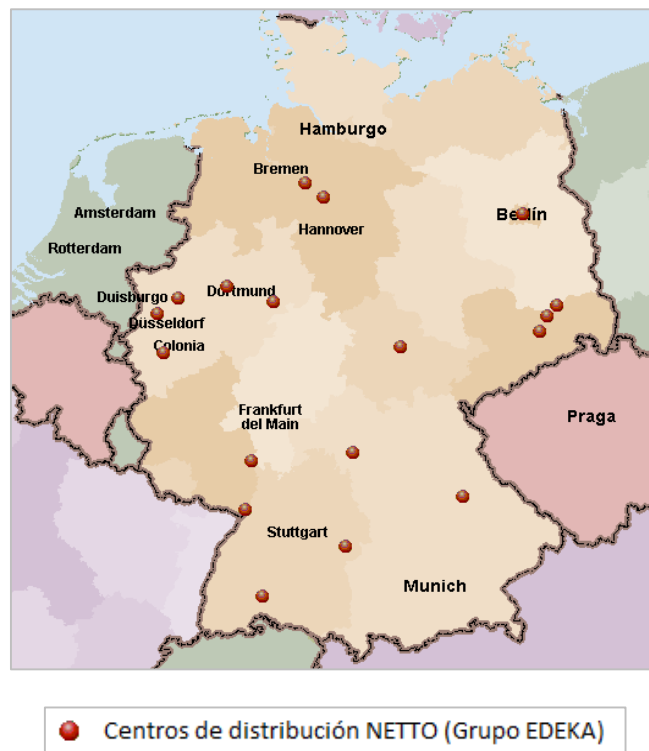 Hamburgo
Bremen
Amsterdam
Berlín
Hannover
Rotterdam
Duisburgo
Dortmund
Düsseldorf
Colonia
Frankfurt
del Main
Praga
Stuttgart
Munich
Centros de distribución NETTO (Grupo EDEKA)